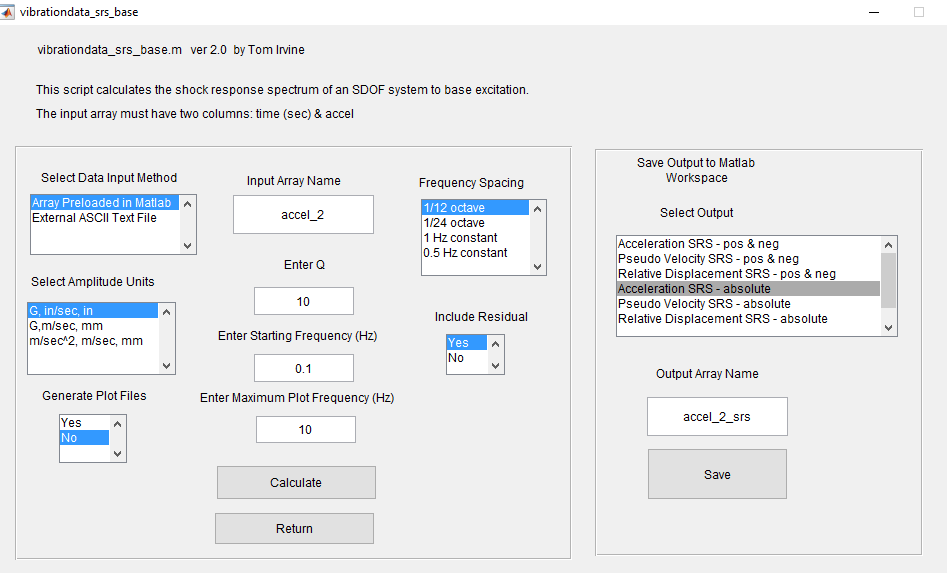 vibrationdata_srs_base
vibrationdata_srs_base.m ver 2.0 by Tom Irvine
This script calculates the shock response spectrum of an SDOF system to base excitation.
The input array must have two columns: time (sec) & accel
Select Data Input Method
Array Preloaded in Matlab
External ASCII Text File
Select Amplitude Units
G, in/sec, in
G,m/sec, mm
m/sec^2, m/sec, mm
Generate Plot Files
Yes
No
Input Array Name
accel_2
Enter Q
10
Enter Starting Frequency (Hz)
0.1
Enter Maximum Plot Frequency (Hz)
10
Calculate
Return
Frequency Spacing
1/12 octave
1/24 octave
1 Hz constant
0.5 Hz constant
Include Residual
Yes
No
Save Output to Matlab
Workspace
Select Output
Acceleration SRS - pos & neg
Pseudo Velocity SRS - pos & neg
Relative Displacement SRS - pos & neg
Acceleration SRS - absolute
Pseudo Velocity SRS - absolute
Relative Displacement SRS - absolute
Output Array Name
accel_2_srs
Save